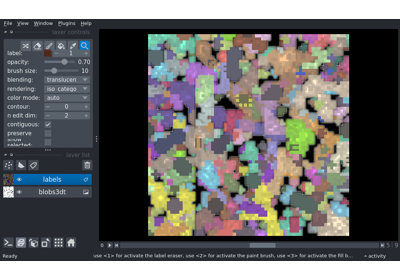 File View Window Plugins Help
layer controls
label: 1
opacity: 0.70
brush size: 10
blending: translucen
rendering: iso_catego
color mode: auto
contour: 0
n edit dim: 2
contiguous:
preserve
show
selected:
layer list
labels
blobs3dt
0
Ready
use <1> for activate the label eraser, use <2> for activate the paint brush, use <3> for activate the fill b...
activity